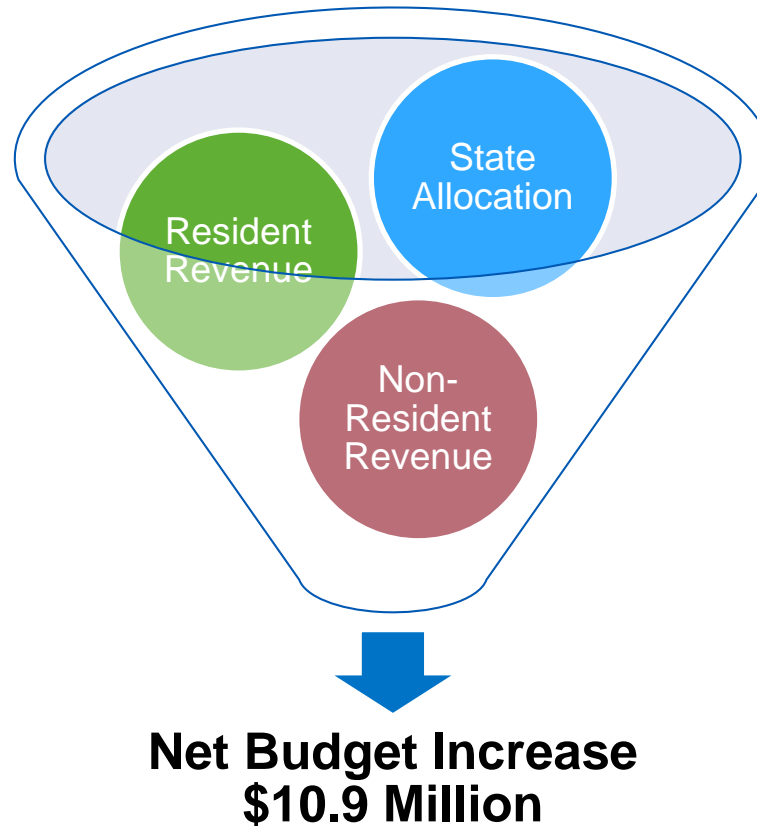 State
Allocation
Resident
Revenue
Non-
Resident
Revenue
Net Budget Increase
$10.9 Million